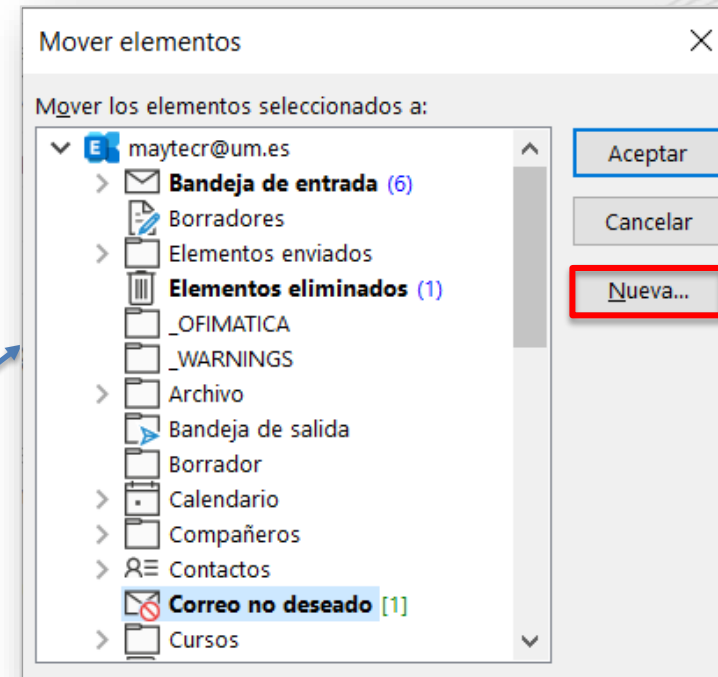 Mover elementos
Mover los elementos seleccionados a:
E maytecr@um.es
Bandeja de entrada (6)
Borradores
Elementos enviados
Elementos eliminados (1)
_OFIMATICA
_WARNINGS
Archivo
Bandeja de salida
Borrador
Calendario
Compañeros
Contactos
Correo no deseado [1]
Cursos
Aceptar
Cancelar
Nueva...